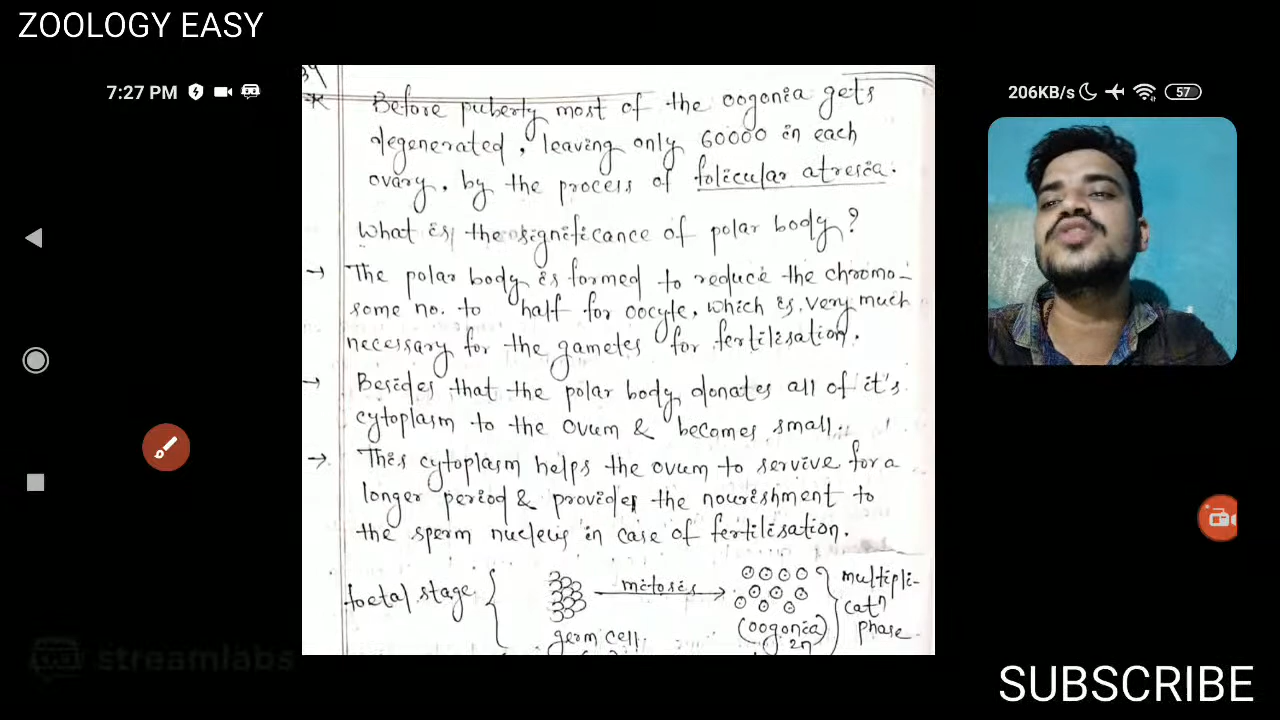 ZOOLOGY EASY
7:27 PM
206KB/s
57
* Before puberty most of the oogonia gets
degenerated, leaving only 60000 in each
ovary, by the process of folicular atresia.
What is the significance of polar body?
→ The polar body is formed to reduce the chromo-
some no. to half for oocyte, which is very much
necessary for the gametes for fertilisation.
→ Besides that the polar body donates all of it's
cytoplasm to the ovum & becomes small.
→ This cytoplasm helps the ovum to servive for a
longer period & provides the nourishment to
the sperm nucleus in case of fertilisation.
foetal stage
mitosis
germ cell.
(oogonia)
2n
multipli-
catⁿ
phase
streamlabs
SUBSCRIBE